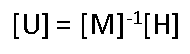 [U] = [M]⁻¹[H]